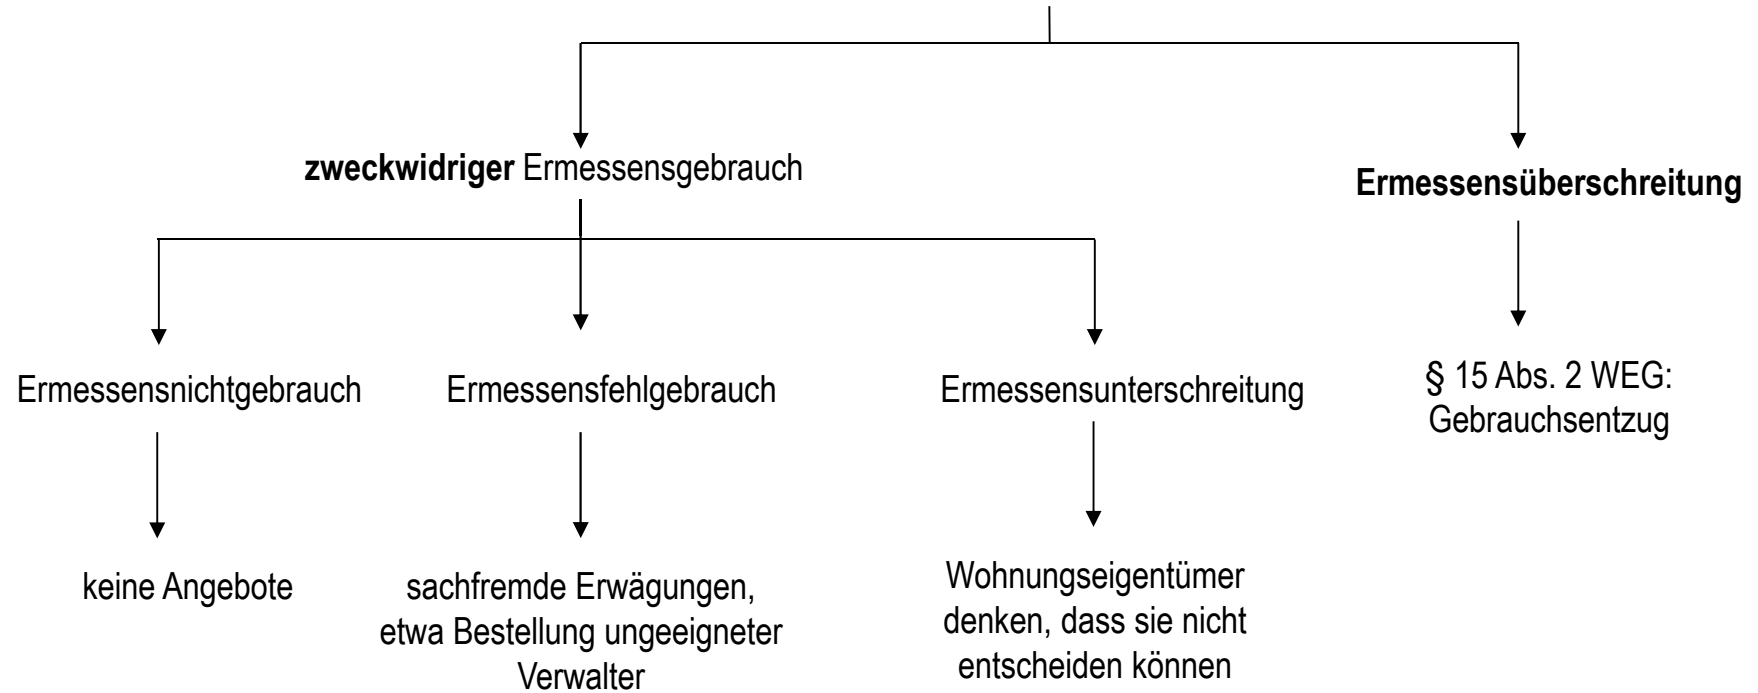 zweckwidriger Ermessensgebrauch
Ermessensüberschreitung
Ermessensnichtgebrauch
Ermessensfehlgebrauch
Ermessensunterschreitung
§ 15 Abs. 2 WEG:
Gebrauchsentzug
keine Angebote
sachfremde Erwägungen,
etwa Bestellung ungeeigneter
Verwalter
Wohnungseigentümer
denken, dass sie nicht
entscheiden können